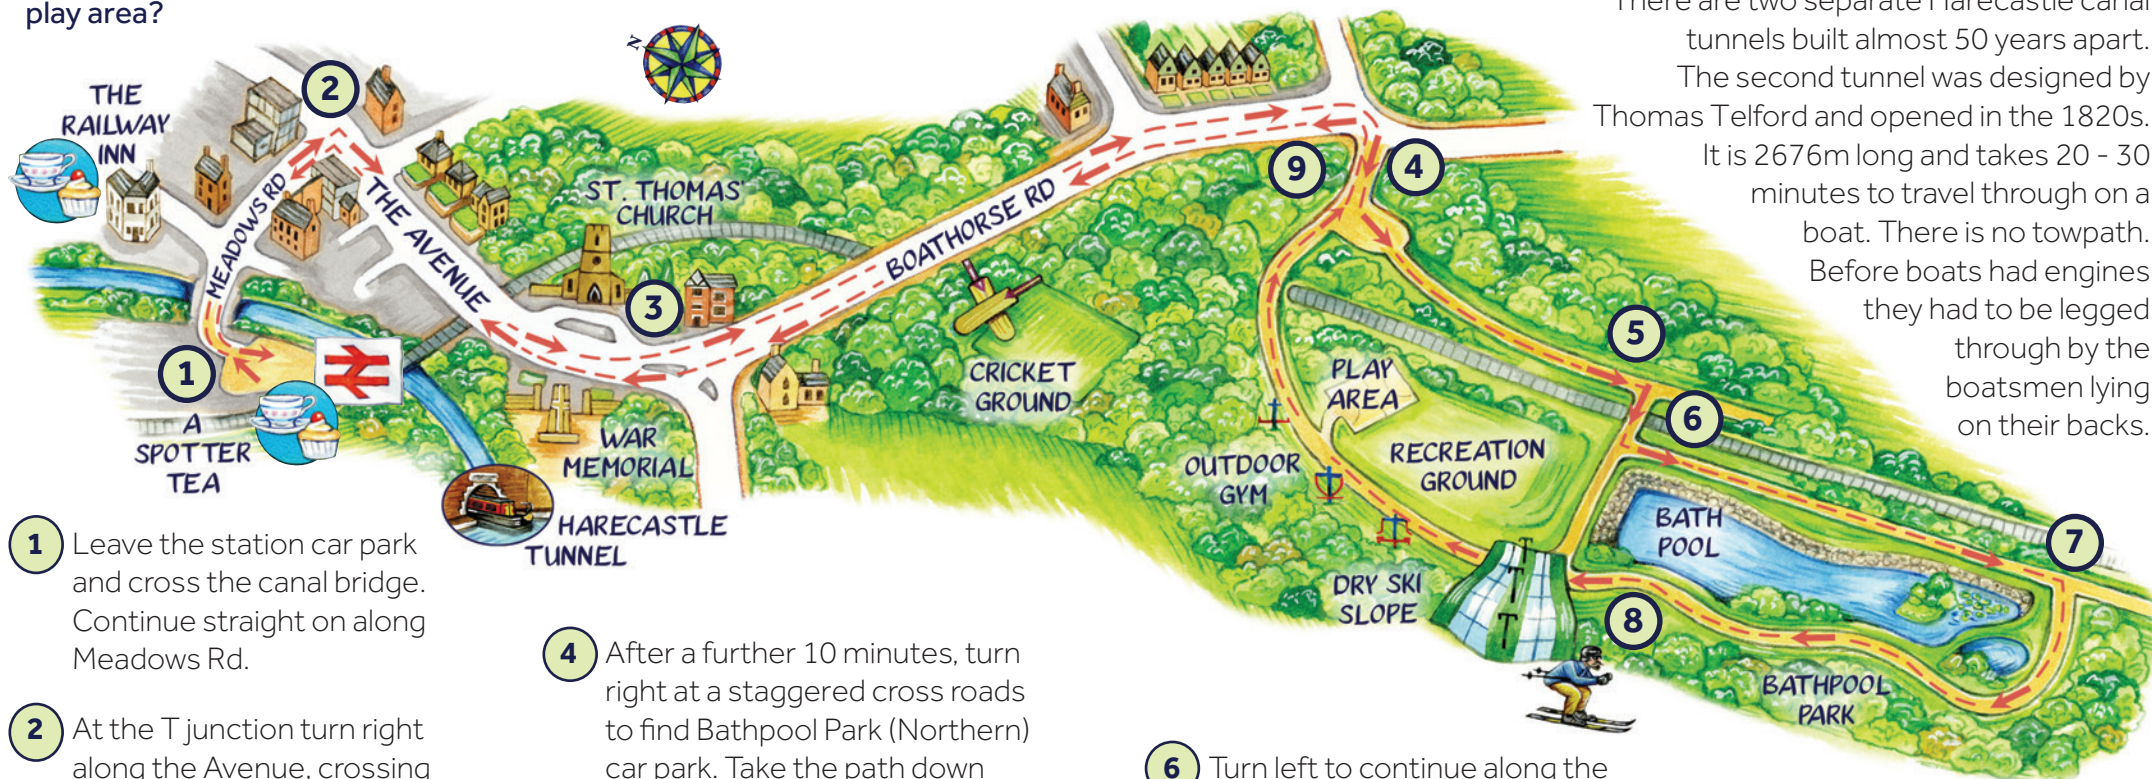 play area?
There are two separate Harecastle canal
tunnels built almost 50 years apart.
The second tunnel was designed by
Thomas Telford and opened in the 1820s.
It is 2676m long and takes 20 - 30
minutes to travel through on a
boat. There is no towpath.
Before boats had engines
they had to be legged
through by the
boatsmen lying
on their backs.
N
THE
RAILWAY
INN
2
MEADOWS RD
THE AVENUE
ST. THOMAS'
CHURCH
3
BOATHORSE RD
9
4
1
A
SPOTTER
TEA
WAR
MEMORIAL
HARECASTLE
TUNNEL
CRICKET
GROUND
PLAY
AREA
OUTDOOR
GYM
RECREATION
GROUND
5
6
BATH
POOL
7
DRY SKI
SLOPE
8
BATHPOOL
PARK
1 Leave the station car park
and cross the canal bridge.
Continue straight on along
Meadows Rd.
2 At the T junction turn right
along the Avenue, crossing
4 After a further 10 minutes, turn
right at a staggered cross roads
to find Bathpool Park (Northern)
car park. Take the path down
6 Turn left to continue along the